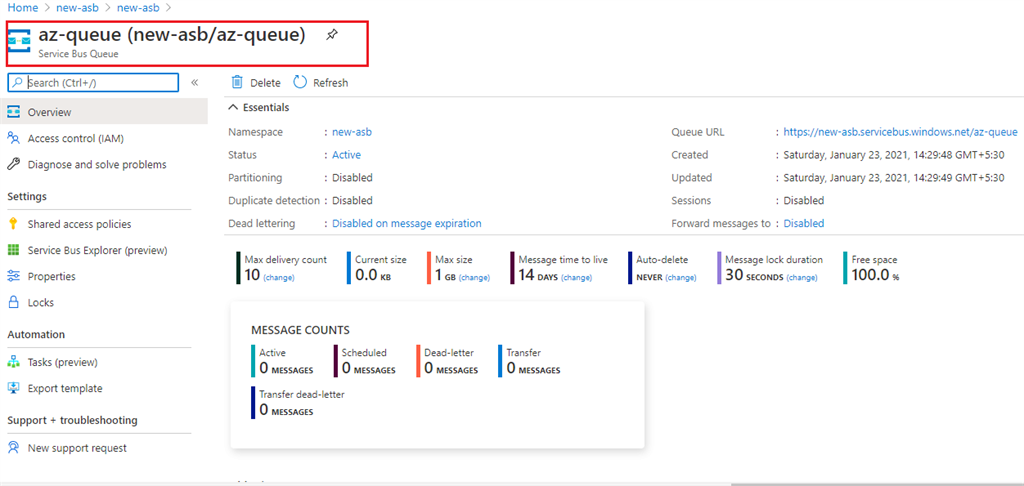 Home > new-asb > new-asb >
az-queue (new-asb/az-queue)
Service Bus Queue
Search (Ctrl+/)
«
Delete Refresh
Overview
Access control (IAM)
Diagnose and solve problems
Settings
Shared access policies
Service Bus Explorer (preview)
Properties
Locks
Automation
Tasks (preview)
Export template
Support + troubleshooting
New support request
Essentials
Namespace : new-asb
Status : Active
Partitioning : Disabled
Duplicate detection : Disabled
Dead lettering : Disabled on message expiration
Queue URL : https://new-asb.servicebus.windows.net/az-queue
Created : Saturday, January 23, 2021, 14:29:48 GMT+5:30
Updated : Saturday, January 23, 2021, 14:29:49 GMT+5:30
Sessions : Disabled
Forward messages to : Disabled
Max delivery count
10 (change)
Current size
0.0 KB
Max size
1 GB (change)
Message time to live
14 DAYS (change)
Auto-delete
NEVER (change)
Message lock duration
30 SECONDS (change)
Free space
100.0 %
MESSAGE COUNTS
Active
0 MESSAGES
Scheduled
0 MESSAGES
Dead-letter
0 MESSAGES
Transfer
0 MESSAGES
Transfer dead-letter
0 MESSAGES